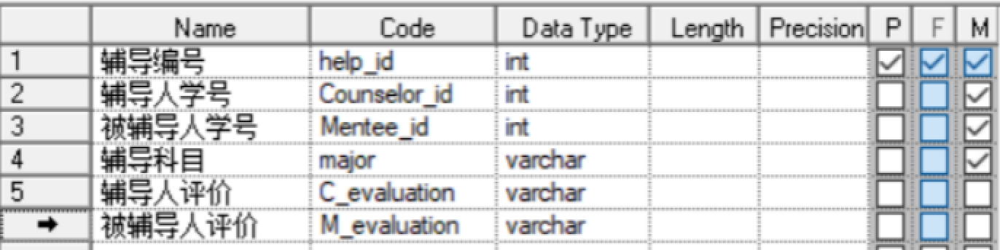 Name Code Data Type Length Precision P F M
1 辅导编号 help_id int
2 辅导人学号 Counselor_id int
3 被辅导人学号 Mentee_id int
4 辅导科目 major varchar
5 辅导人评价 C_evaluation varchar
被辅导人评价 M_evaluation varchar